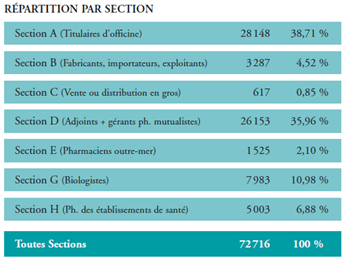 RÉPARTITION PAR SECTION
Section A (Titulaires d'officine) 28 148 38,71 %
Section B (Fabricants, importateurs, exploitants) 3 287 4,52 %
Section C (Vente ou distribution en gros) 617 0,85 %
Section D (Adjoints + gérants ph. mutualistes) 26 153 35,96 %
Section E (Pharmaciens outre-mer) 1 525 2,10 %
Section G (Biologistes) 7 983 10,98 %
Section H (Ph. des établissements de santé) 5 003 6,88 %
Toutes Sections 72 716 100 %